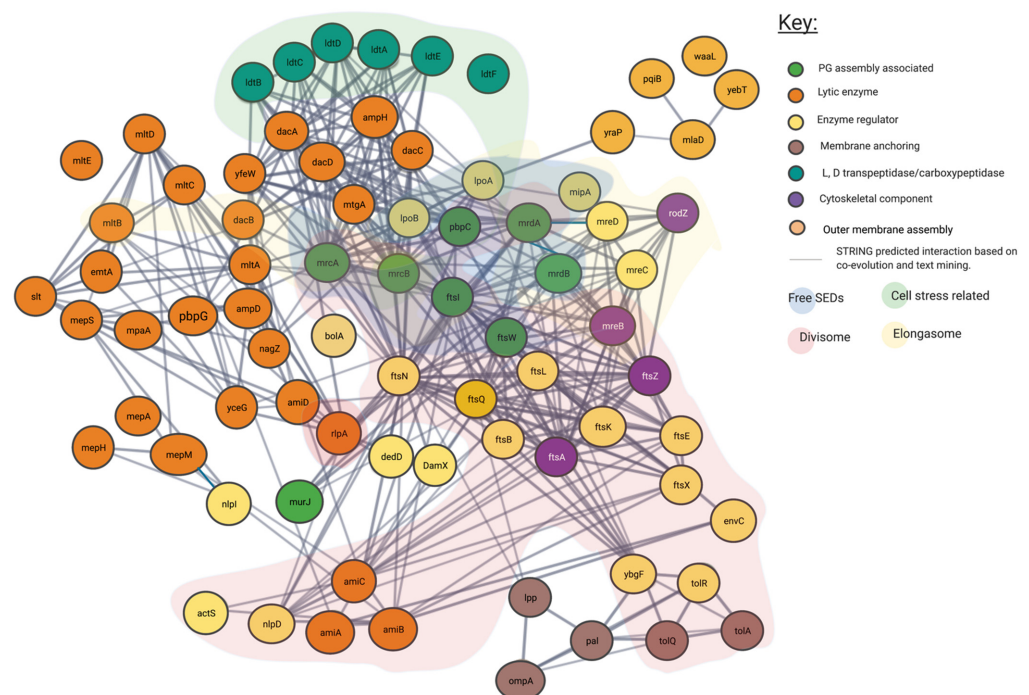 Key:
PG assembly associated
Lytic enzyme
Enzyme regulator
Membrane anchoring
L, D transpeptidase/carboxypeptidase
Cytoskeletal component
Outer membrane assembly
STRING predicted interaction based on
co-evolution and text mining.
Free SEDs
Cell stress related
Divisome
Elongasome
ldtD
ldtA
ldtC
ldtE
ldtB
ldtF
waaL
pqiB
yebT
yraP
mlaD
mltD
mltE
mltC
dacA
ampH
dacD
dacC
yfeW
mtgA
lpoA
mipA
lpoB
pbpC
mrdA
mreD
rodZ
mltB
dacB
emtA
mltA
mrcA
mrcB
mrdB
mreC
slt
mepS
mpaA
pbpG
ampD
ftsI
nagZ
bolA
ftsW
mreB
ftsN
ftsL
ftsZ
yceG
amiD
ftsQ
mepA
rlpA
ftsB
ftsK
ftsE
mepH
mepM
dedD
DamX
ftsA
nlpI
murJ
ftsX
envC
amiC
ybgF
tolR
lpp
actS
nlpD
amiA
amiB
pal
tolQ
tolA
ompA